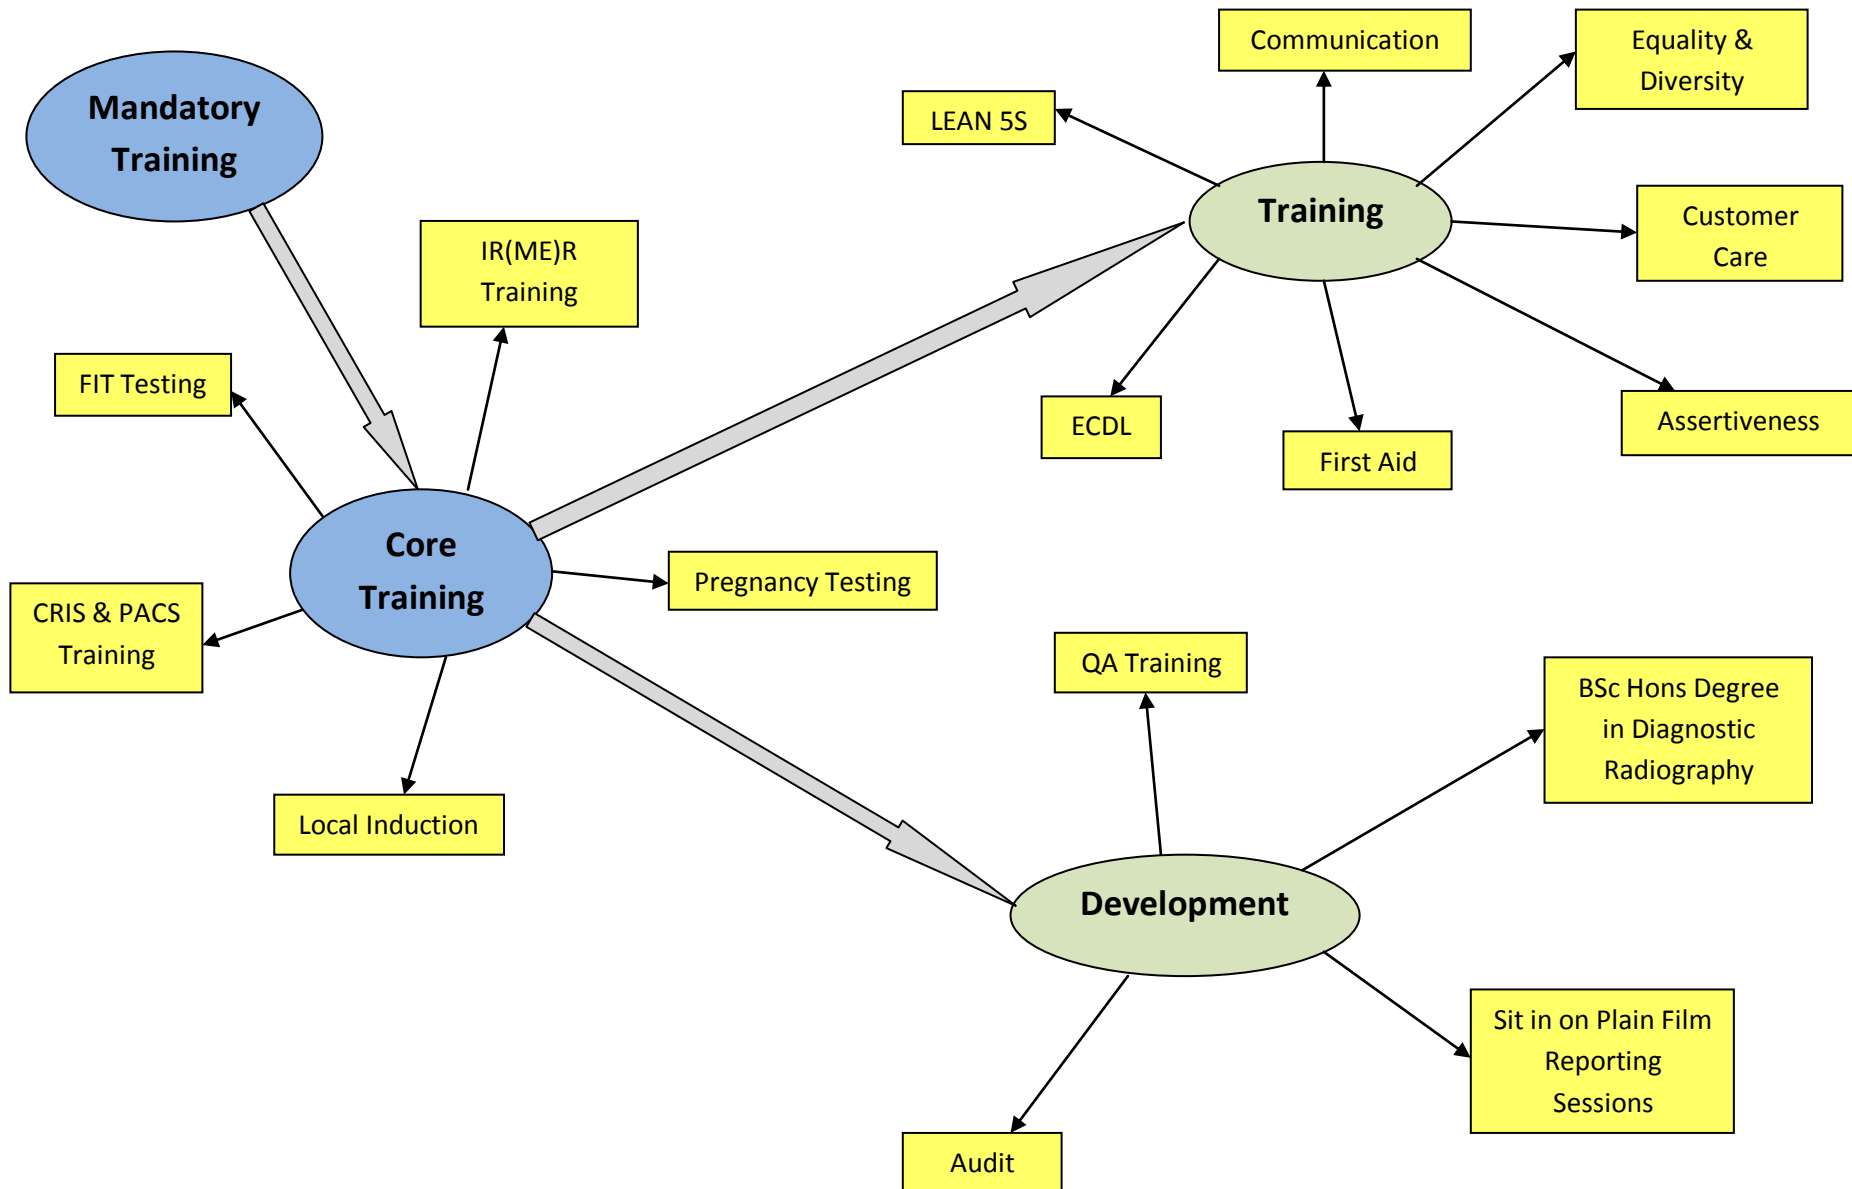 Communication
Equality &
Diversity
Mandatory
Training
LEAN 5S
Training
Customer
Care
IR(ME)R
Training
FIT Testing
ECDL
First Aid
Assertiveness
Core
Training
Pregnancy Testing
CRIS & PACS
Training
QA Training
BSc Hons Degree
in Diagnostic
Radiography
Local Induction
Development
Sit in on Plain Film
Reporting
Sessions
Audit